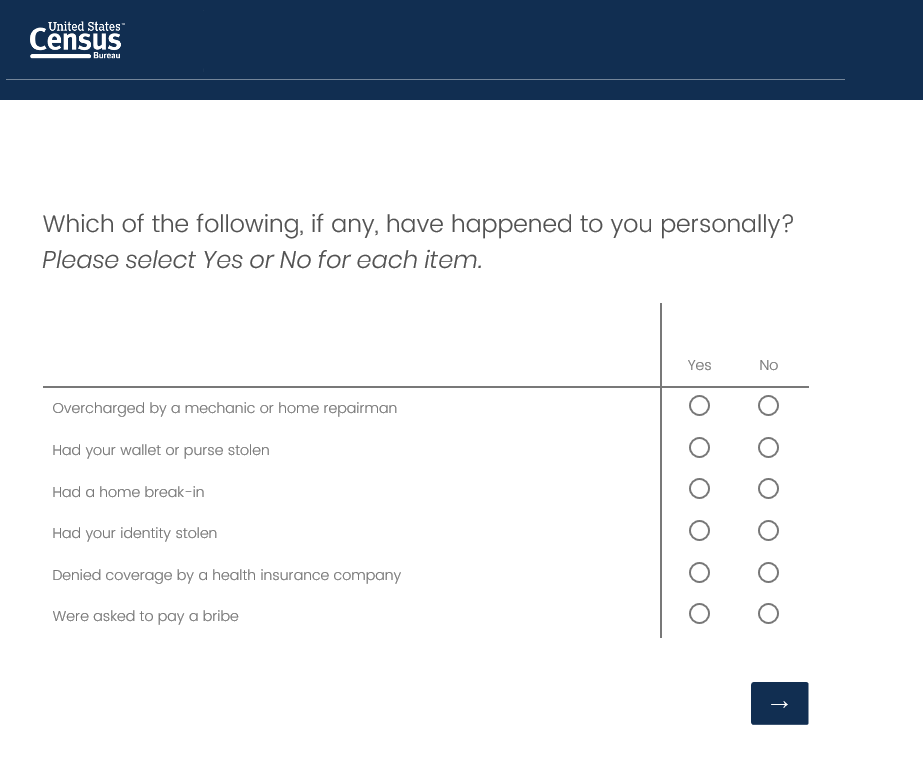 United States™
Census
Bureau
Which of the following, if any, have happened to you personally?
Please select Yes or No for each item.
Yes No
Overcharged by a mechanic or home repairman
Had your wallet or purse stolen
Had a home break-in
Had your identity stolen
Denied coverage by a health insurance company
Were asked to pay a bribe
→